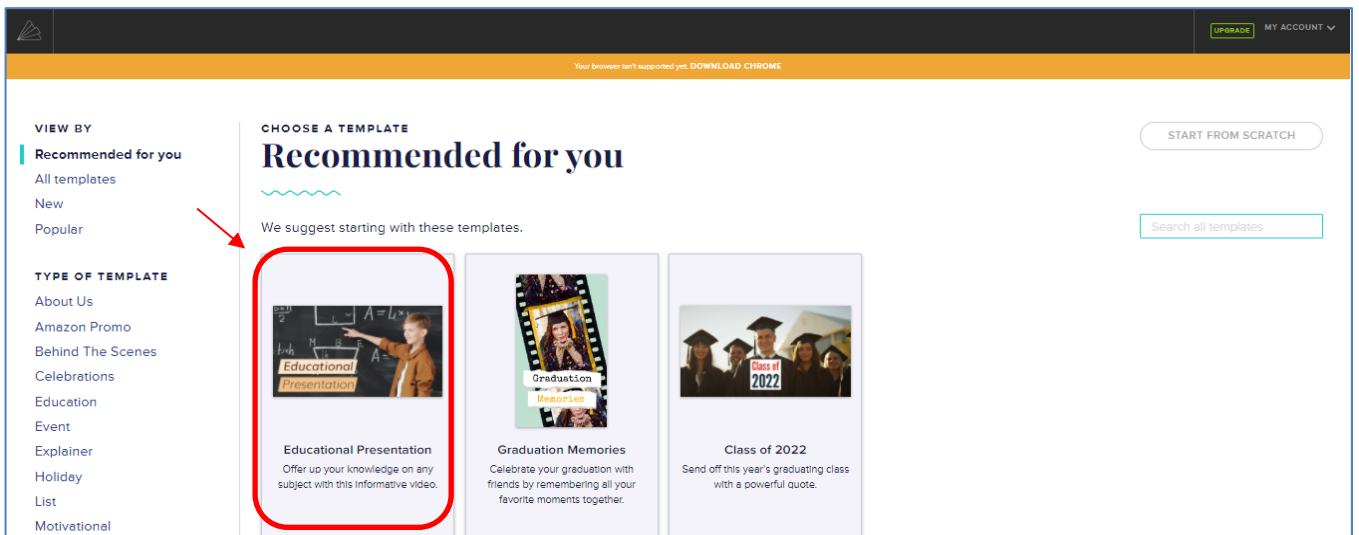 UPGRADE
MY ACCOUNT
Your browser isn't supported yet. DOWNLOAD CHROME
VIEW BY
Recommended for you
All templates
New
Popular
TYPE OF TEMPLATE
About Us
Amazon Promo
Behind The Scenes
Celebrations
Education
Event
Explainer
Holiday
List
Motivational
CHOOSE A TEMPLATE
Recommended for you
START FROM SCRATCH
We suggest starting with these templates.
Search all templates
Educational
Presentation
Educational Presentation
Offer up your knowledge on any
subject with this informative video.
Graduation
Memories
Graduation Memories
Celebrate your graduation with
friends by remembering all your
favorite moments together.
Class of
2022
Class of 2022
Send off this year's graduating class
with a powerful quote.